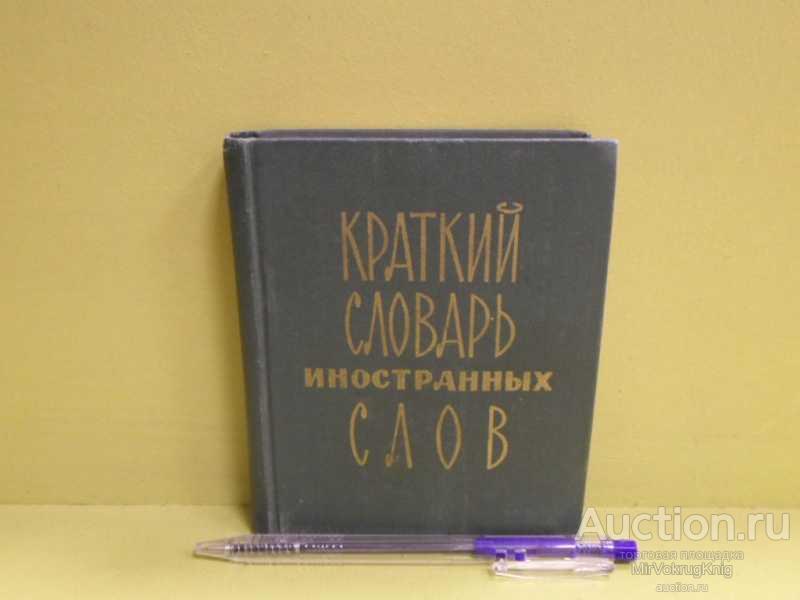 КРАТКИЙ
СЛОВАРЬ
ИНОСТРАННЫХ
СЛОВ
Auction.ru
торговая площадка
MirVokrugKnig
auction.ru